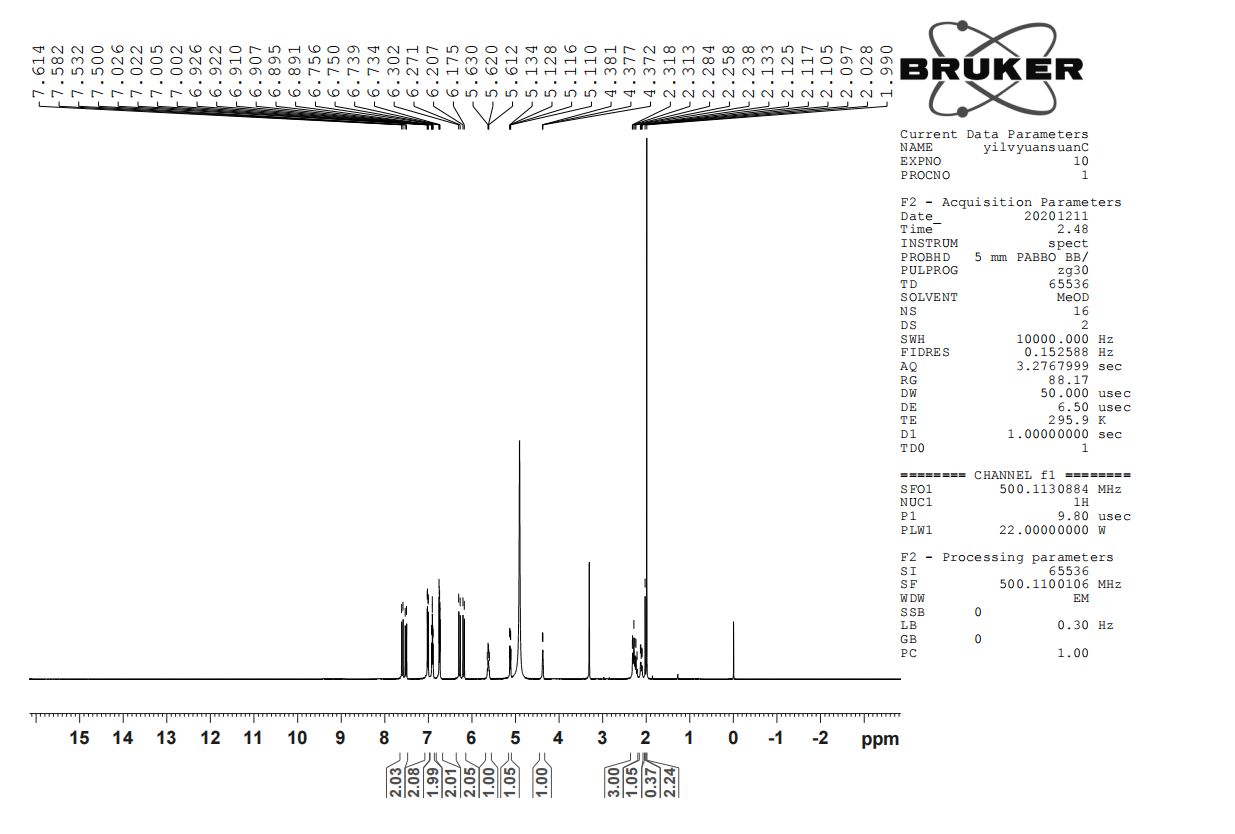 7.614
7.582
7.532
7.500
7.026
7.022
7.005
7.002
6.926
6.922
6.910
6.907
6.895
6.891
6.756
6.750
6.739
6.734
6.302
6.271
6.207
6.175
5.630
5.620
5.612
5.134
5.128
5.116
5.110
4.381
4.377
4.372
2.318
2.313
2.284
2.258
2.238
2.133
2.125
2.117
2.105
2.097
2.028
1.990
BRUKER
Current Data Parameters
NAME yilvyuansuanC
EXPNO 10
PROCNO 1
F2 - Acquisition Parameters
Date_ 20201211
Time 2.48
INSTRUM spect
PROBHD 5 mm PABBO BB/
PULPROG zg30
TD 65536
SOLVENT MeOD
NS 16
DS 2
SWH 10000.000 Hz
FIDRES 0.152588 Hz
AQ 3.2767999 sec
RG 88.17
DW 50.000 usec
DE 6.50 usec
TE 295.9 K
D1 1.00000000 sec
TD0 1
======== CHANNEL f1 ========
SFO1 500.1130884 MHz
NUC1 1H
P1 9.80 usec
PLW1 22.00000000 W
F2 - Processing parameters
SI 65536
SF 500.1100106 MHz
WDW EM
SSB 0
LB 0.30 Hz
GB 0
PC 1.00
15 14 13 12 11 10 9 8 7 6 5 4 3 2 1 0 -1 -2 ppm
2.03
2.08
1.99
2.01
2.05
1.00
1.05
1.00
3.00
1.05
0.37
2.24